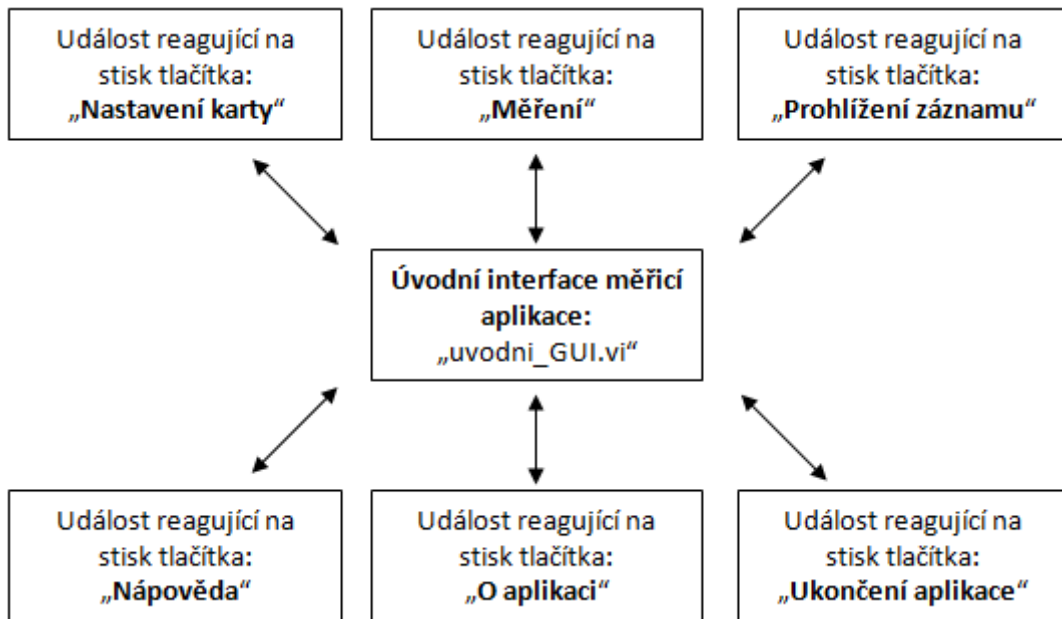 Událost reagující na
stisk tlačítka:
„Nastavení karty“
Událost reagující na
stisk tlačítka:
„Měření“
Událost reagující na
stisk tlačítka:
„Prohlížení záznamu“
Úvodní interface měřicí
aplikace:
„uvodni_GUI.vi“
Událost reagující na
stisk tlačítka:
„Nápověda“
Událost reagující na
stisk tlačítka:
„O aplikaci“
Událost reagující na
stisk tlačítka:
„Ukončení aplikace“